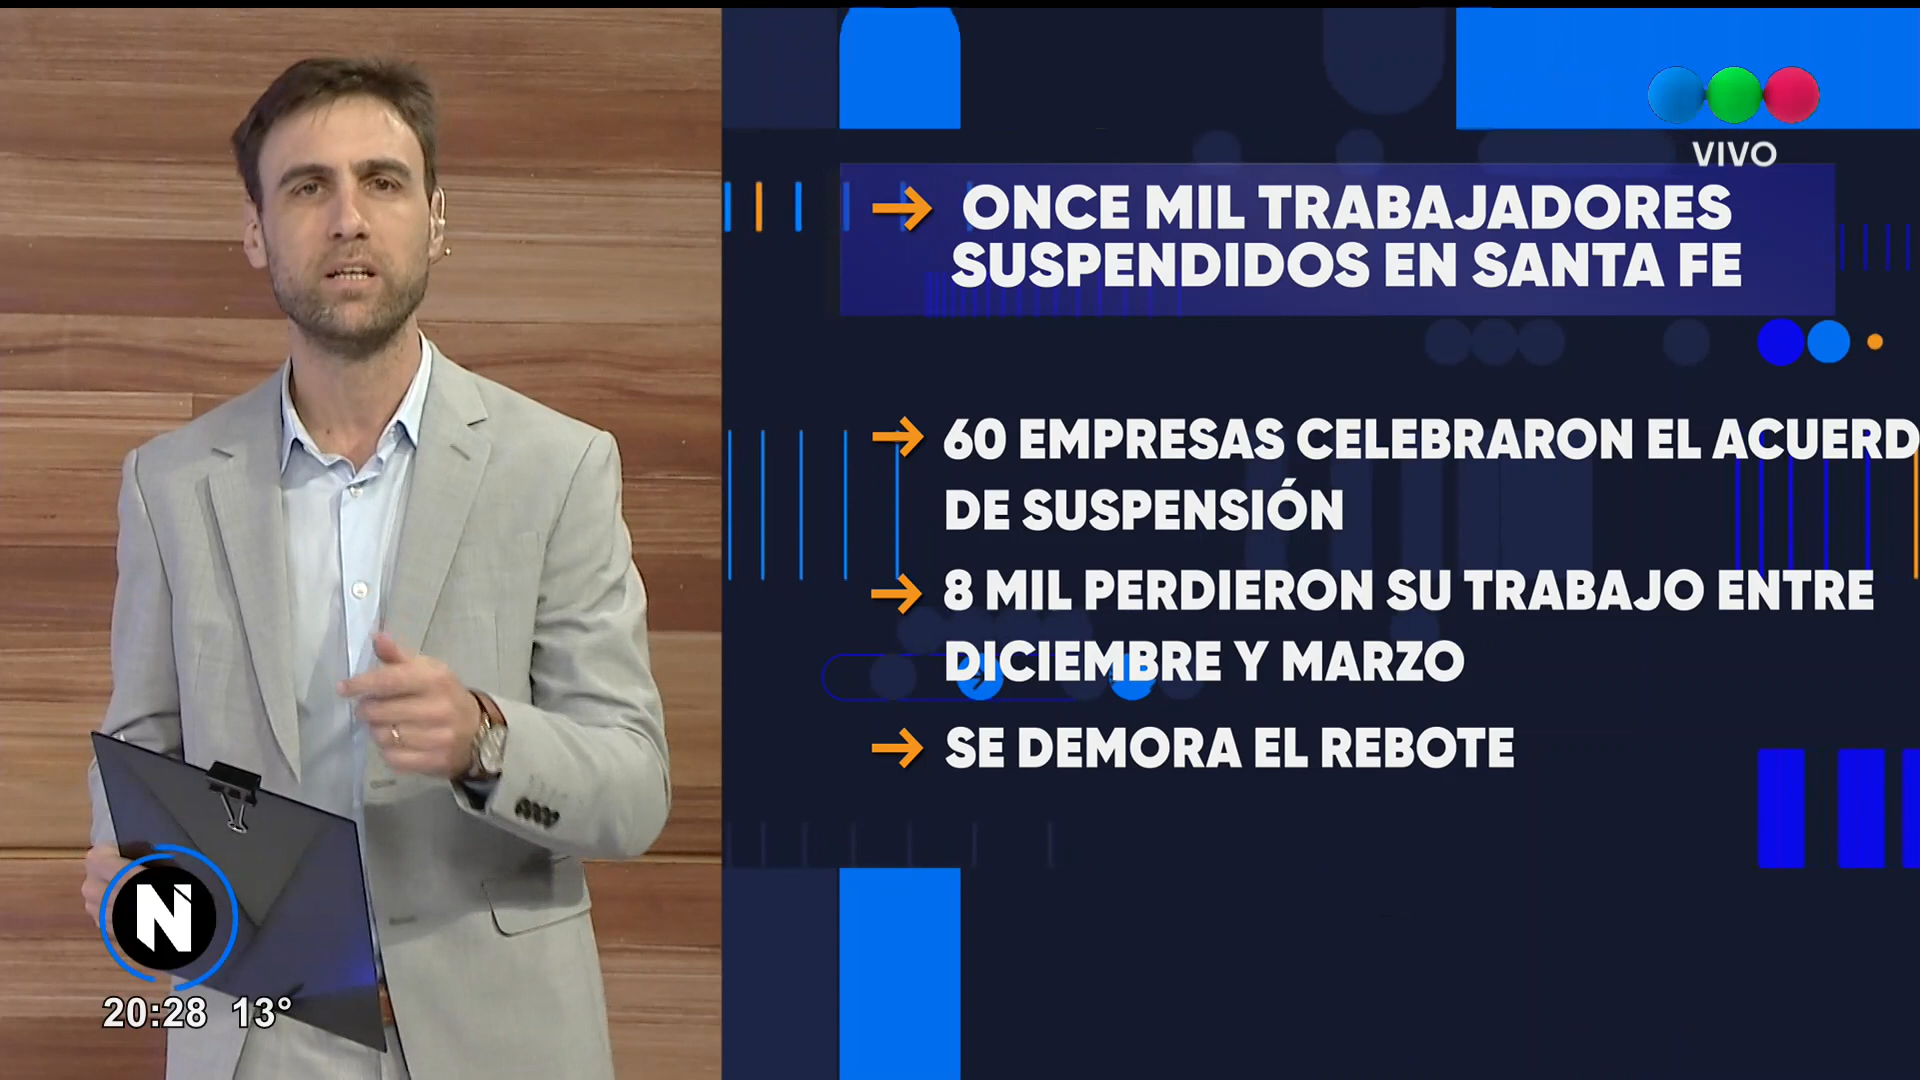 VIVO
ONCE MIL TRABAJADORES
SUSPENDIDOS EN SANTA FE
60 EMPRESAS CELEBRARON EL ACUERD
DE SUSPENSIÓN
8 MIL PERDIERON SU TRABAJO ENTRE
DICIEMBRE Y MARZO
SE DEMORA EL REBOTE
N
20:28 13°